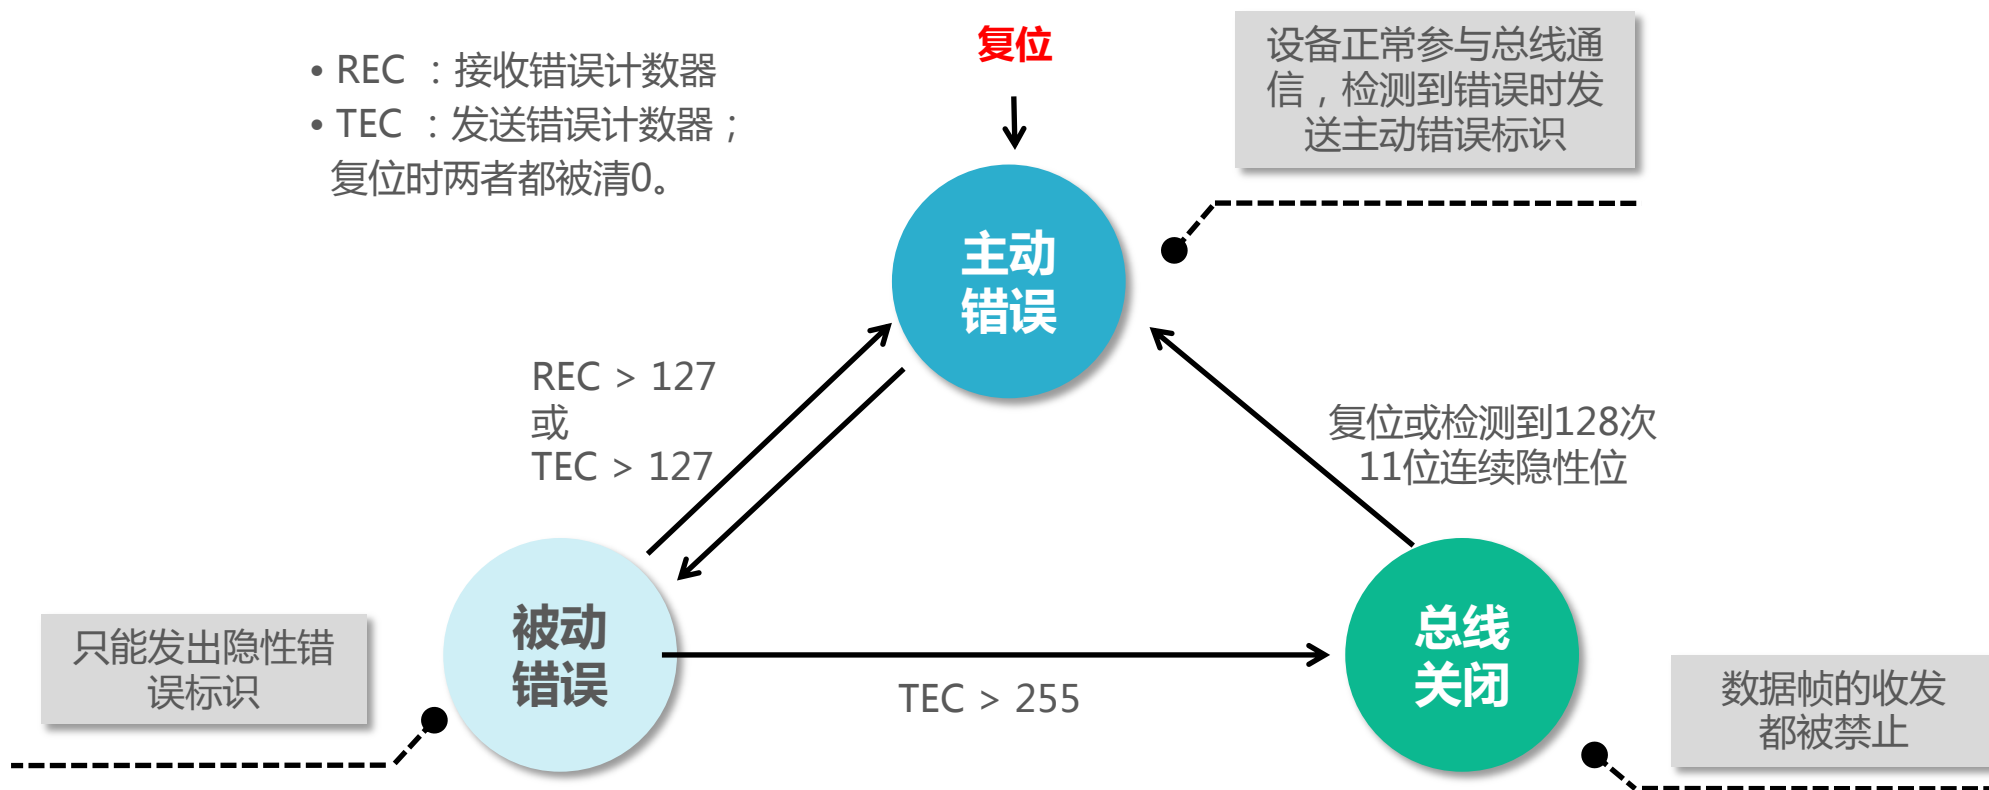 • REC ：接收错误计数器
• TEC ：发送错误计数器；
复位时两者都被清0。
复位
设备正常参与总线通
信，检测到错误时发
送主动错误标识
主动
错误
REC > 127
或
TEC > 127
复位或检测到128次
11位连续隐性位
只能发出隐性错
误标识
被动
错误
TEC > 255
总线
关闭
数据帧的收发
都被禁止